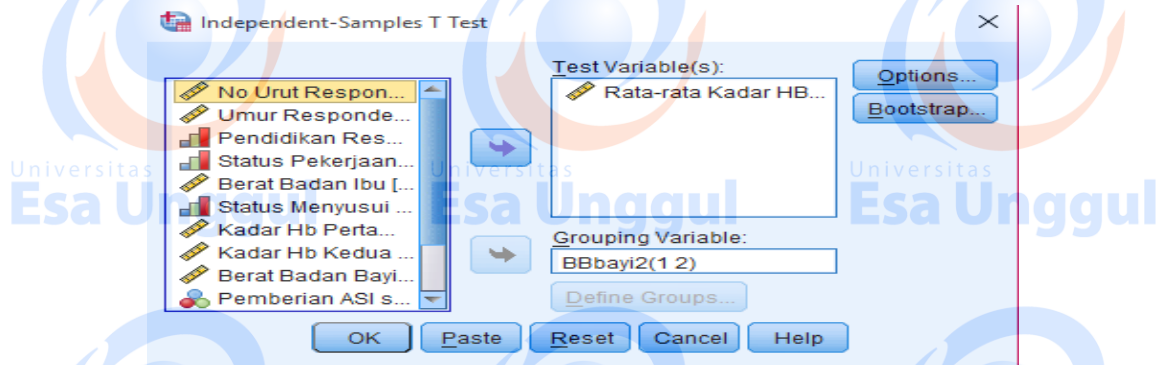 Independent-Samples T Test
No Urut Respon...
Umur Responde...
Pendidikan Res...
Status Pekerjaan...
Berat Badan Ibu [...
Status Menyusui ...
Kadar Hb Perta...
Kadar Hb Kedua ...
Berat Badan Bayi...
Pemberian ASI s...
Test Variable(s):
Rata-rata Kadar HB...
Grouping Variable:
BBbayi2(1 2)
Define Groups...
Options...
Bootstrap...
OK Paste Reset Cancel Help
Universitas
Esa Unggul
Universitas
Esa Unggul
Universitas
Esa Unggul